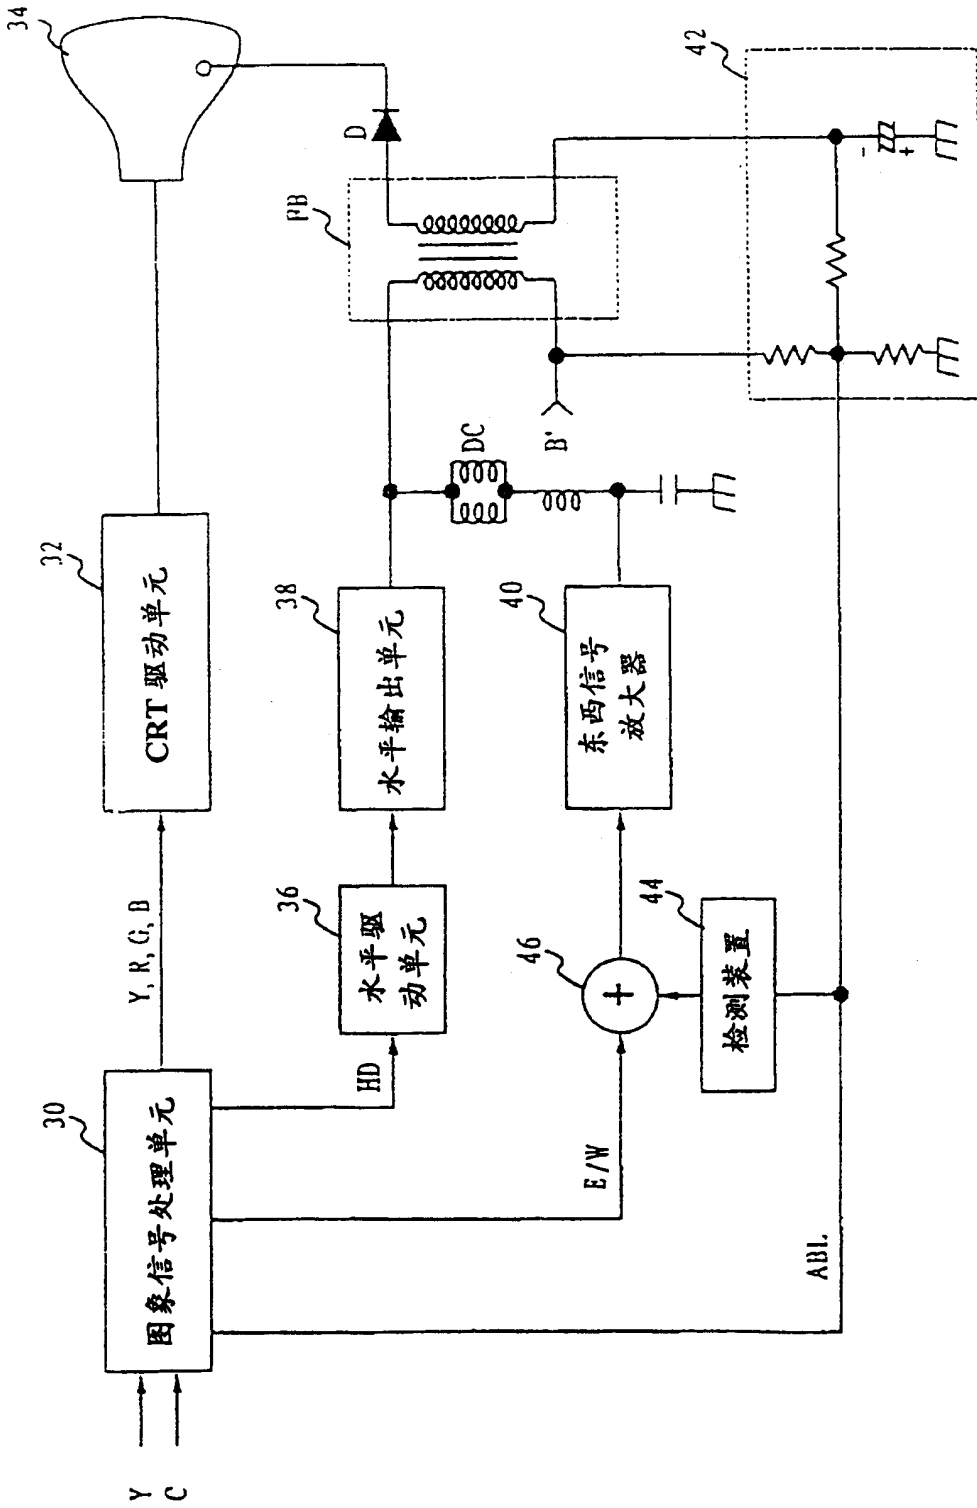 34
42
D
FB
32
CRT 驱动单元
DC
B'
38
水平输出单元
40
东西信号
放大器
Y, R, G, B
36
水平驱
动单元
46
+
44
检测装置
HD
30
图象信号处理单元
E/W
ABL
Y
C
-
+